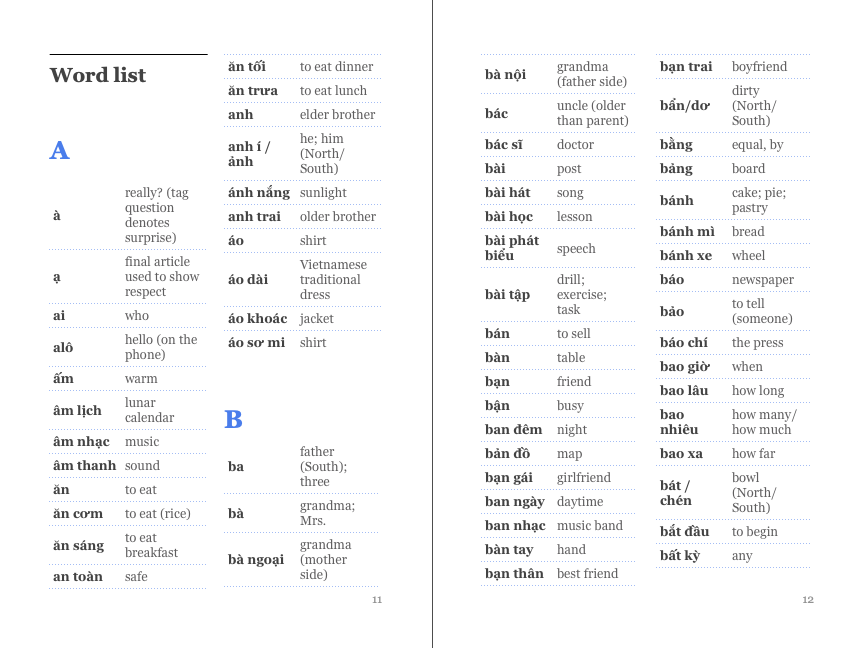 Word list
A
à
really? (tag
question
denotes
surprise)
ạ
final article
used to show
respect
ai who
alô
hello (on the
phone)
ấm warm
âm lịch
lunar
calendar
âm nhạc music
âm thanh sound
ăn to eat
ăn cơm to eat (rice)
ăn sáng
to eat
breakfast
an toàn safe
ăn tối to eat dinner
ăn trưa to eat lunch
anh elder brother
anh í /
ảnh
he; him
(North/
South)
ánh nắng sunlight
anh trai older brother
áo shirt
áo dài
Vietnamese
traditional
dress
áo khoác jacket
áo sơ mi shirt
B
ba
father
(South);
three
bà
grandma;
Mrs.
bà ngoại
grandma
(mother
side)
11
bà nội
grandma
(father side)
bác
uncle (older
than parent)
bác sĩ doctor
bài post
bài hát song
bài học lesson
bài phát
biểu
speech
bài tập
drill;
exercise;
task
bán to sell
bàn table
bạn friend
bận busy
ban đêm night
bản đồ map
bạn gái girlfriend
ban ngày daytime
ban nhạc music band
bàn tay hand
bạn thân best friend
bạn trai boyfriend
bẩn/dơ
dirty
(North/
South)
bằng equal, by
bảng board
bánh
cake; pie;
pastry
bánh mì bread
bánh xe wheel
báo newspaper
bảo
to tell
(someone)
báo chí the press
bao giờ when
bao lâu how long
bao
nhiêu
how many/
how much
bao xa how far
bát /
chén
bowl
(North/
South)
bắt đầu to begin
bất kỳ any
12